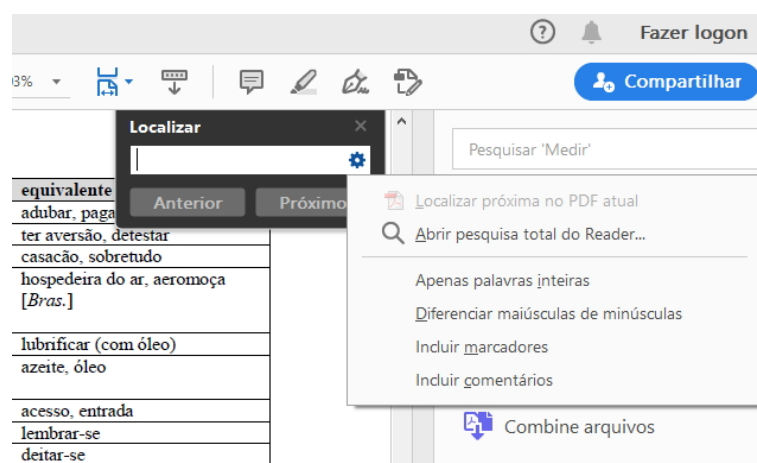 Fazer logon
Compartilhar
Localizar
Pesquisar 'Medir'
Anterior
Próximo
Localizar próxima no PDF atual
Abrir pesquisa total do Reader...
Apenas palavras inteiras
Diferenciar maiúsculas de minúsculas
Incluir marcadores
Incluir comentários
Combine arquivos
equivalente
adubar,
ter aversão, detestar
casacão, sobretudo
hospedeira do ar, aeromoça
[Bras.]
lubrificar (com óleo)
azeite, óleo
acesso, entrada
lembrar-se
deitar-se